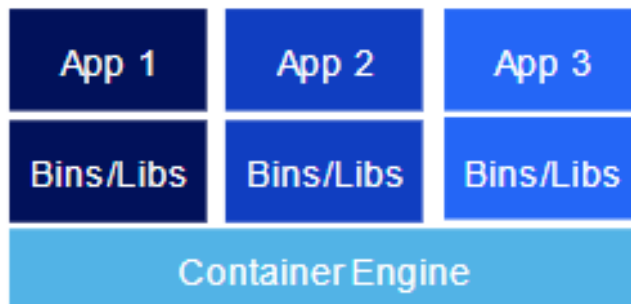 App 1 App 2 App 3
Bins/Libs Bins/Libs Bins/Libs
Container Engine